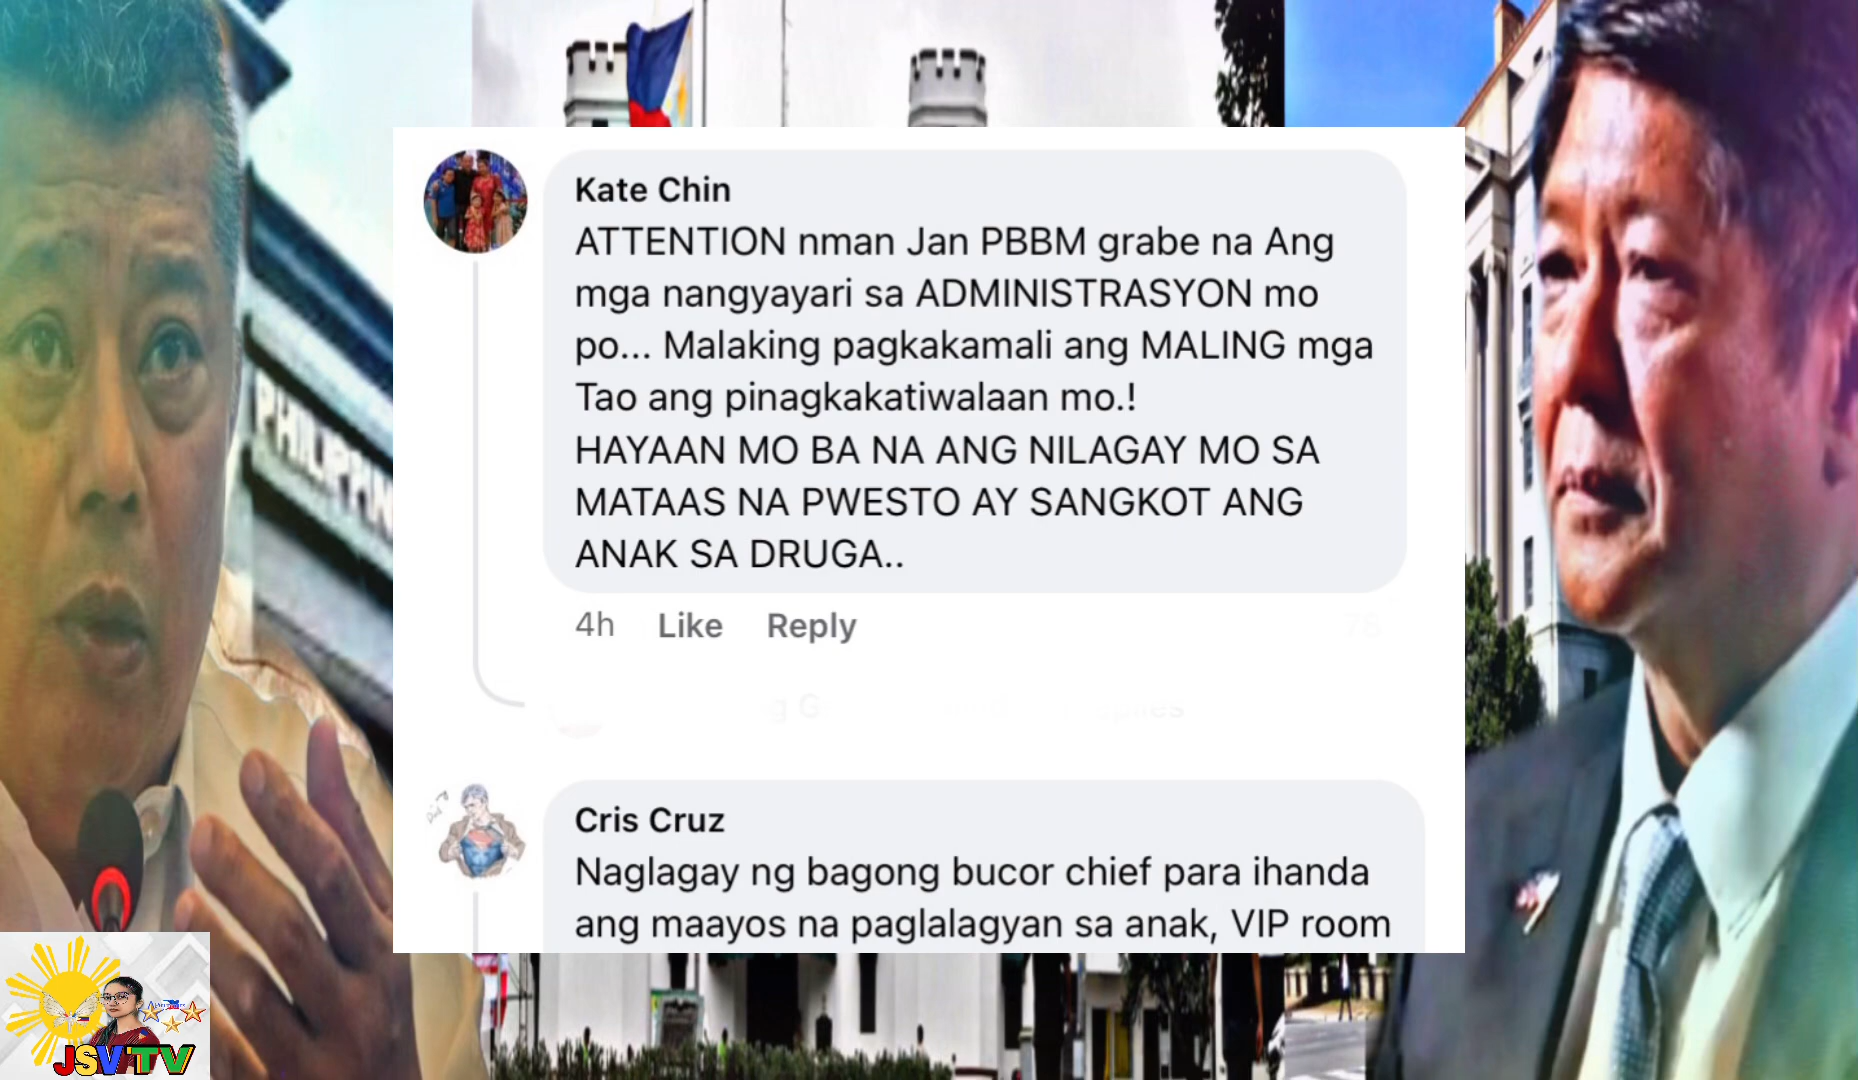 PHILIPPIN
Kate Chin
ATTENTION nman Jan PBBM grabe na Ang
mga nangyayari sa ADMINISTRASYON mo
po... Malaking pagkakamali ang MALING mga
Tao ang pinagkakatiwalaan mo.!
HAYAAN MO BA NA ANG NILAGAY MO SA
MATAAS NA PWESTO AY SANGKOT ANG
ANAK SA DRUGA..
4h Like Reply
76
Cris Cruz
Naglagay ng bagong bucor chief para ihanda
ang maayos na paglalagyan sa anak, VIP room
JSV TV